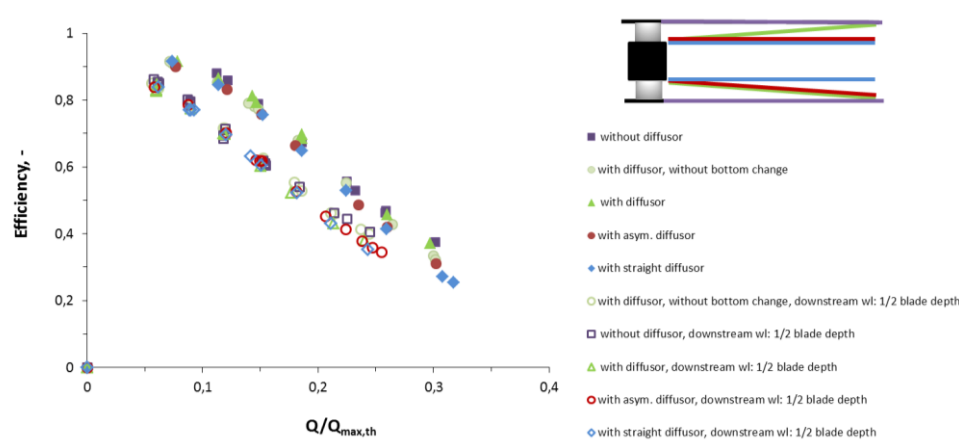 1
0,8
0,6
0,4
0,2
0
Efficiency, -
0
0,1
0,2
0,3
0,4
Q/Qmax,th
without diffusor
with diffusor, without bottom change
with diffusor
with asym. diffusor
with straight diffusor
with diffusor, without bottom change, downstream wl: 1/2 blade depth
without diffusor, downstream wl: 1/2 blade depth
with diffusor, downstream wl: 1/2 blade depth
with asym. diffusor, downstream wl: 1/2 blade depth
with straight diffusor, downstream wl: 1/2 blade depth